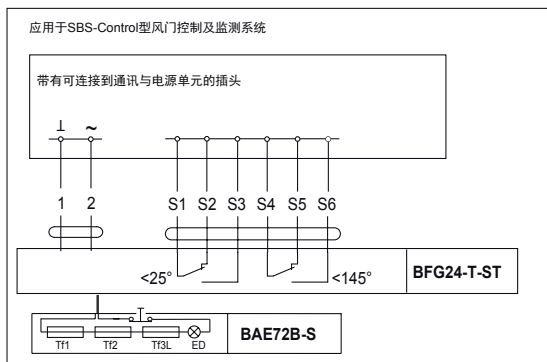 应用于SBS-Control型风门控制及监测系统
带有可连接到通讯与电源单元的插头
⊥ ~
1 2 S1 S2 S3 S4 S5 S6
<25° <145° BFG24-T-ST
T
Tf1 Tf2 Tf3L ED BAE72B-S